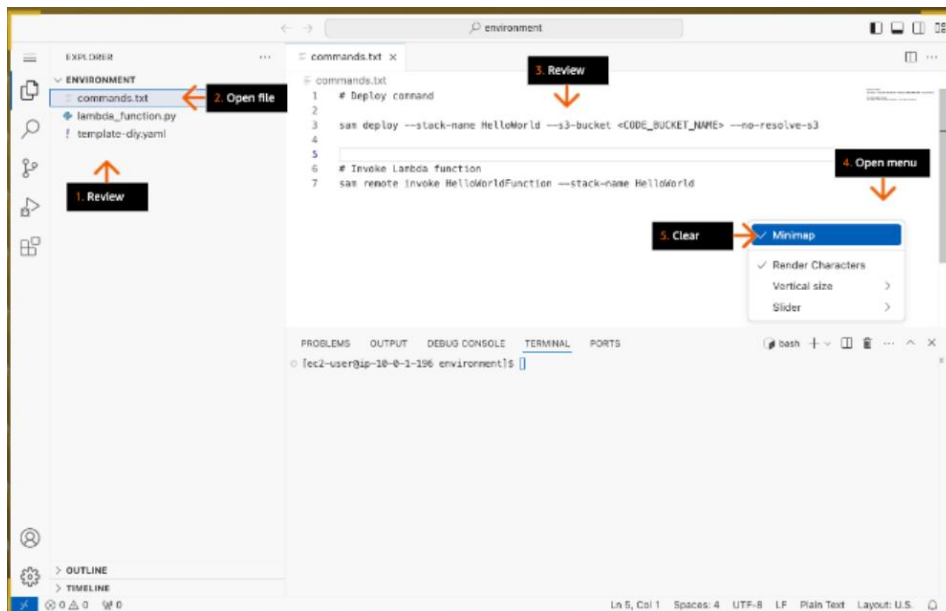 environment
EXPLORER
ENVIRONMENT
commands.txt
lambda_function.py
template-diy.yaml
1. Review
2. Open file
commands.txt
commands.txt
3. Review
1 # Deploy command
2
3 sam deploy --stack-name HelloWorld --s3-bucket <CODE_BUCKET_NAME> --no-resolve-s3
4
5
6 # Invoke Lambda function
7 sam remote invoke HelloWorldFunction --stack-name HelloWorld
4. Open menu
5. Clear
Minimap
Render Characters
Vertical size
Slider
PROBLEMS OUTPUT DEBUG CONSOLE TERMINAL PORTS
bash
[ec2-user@ip-10-0-1-196 environment]$
OUTLINE
TIMELINE
0 0 0 Ln 5, Col 1 Spaces: 4 UTF-8 LF Plain Text Layout: U.S.